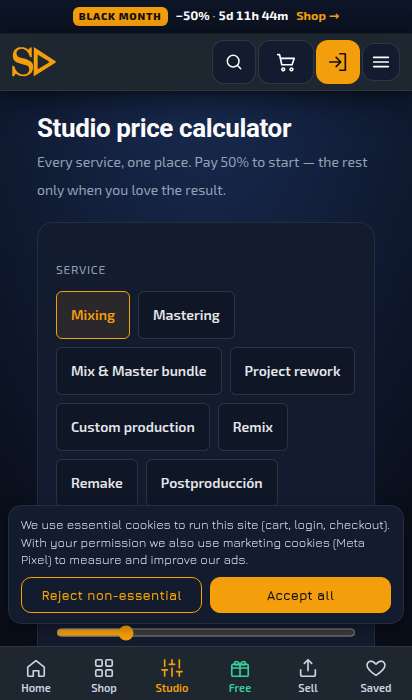 BLACK MONTH −50% · 5d 11h 44m Shop →
S
Studio price calculator
Every service, one place. Pay 50% to start — the rest
only when you love the result.
SERVICE
Mixing Mastering
Mix & Master bundle Project rework
Custom production Remix
Remake Postproducción
We use essential cookies to run this site (cart, login, checkout).
With your permission we also use marketing cookies (Meta
Pixel) to measure and improve our ads.
Reject non-essential Accept all
Home Shop Studio Free Sell Saved